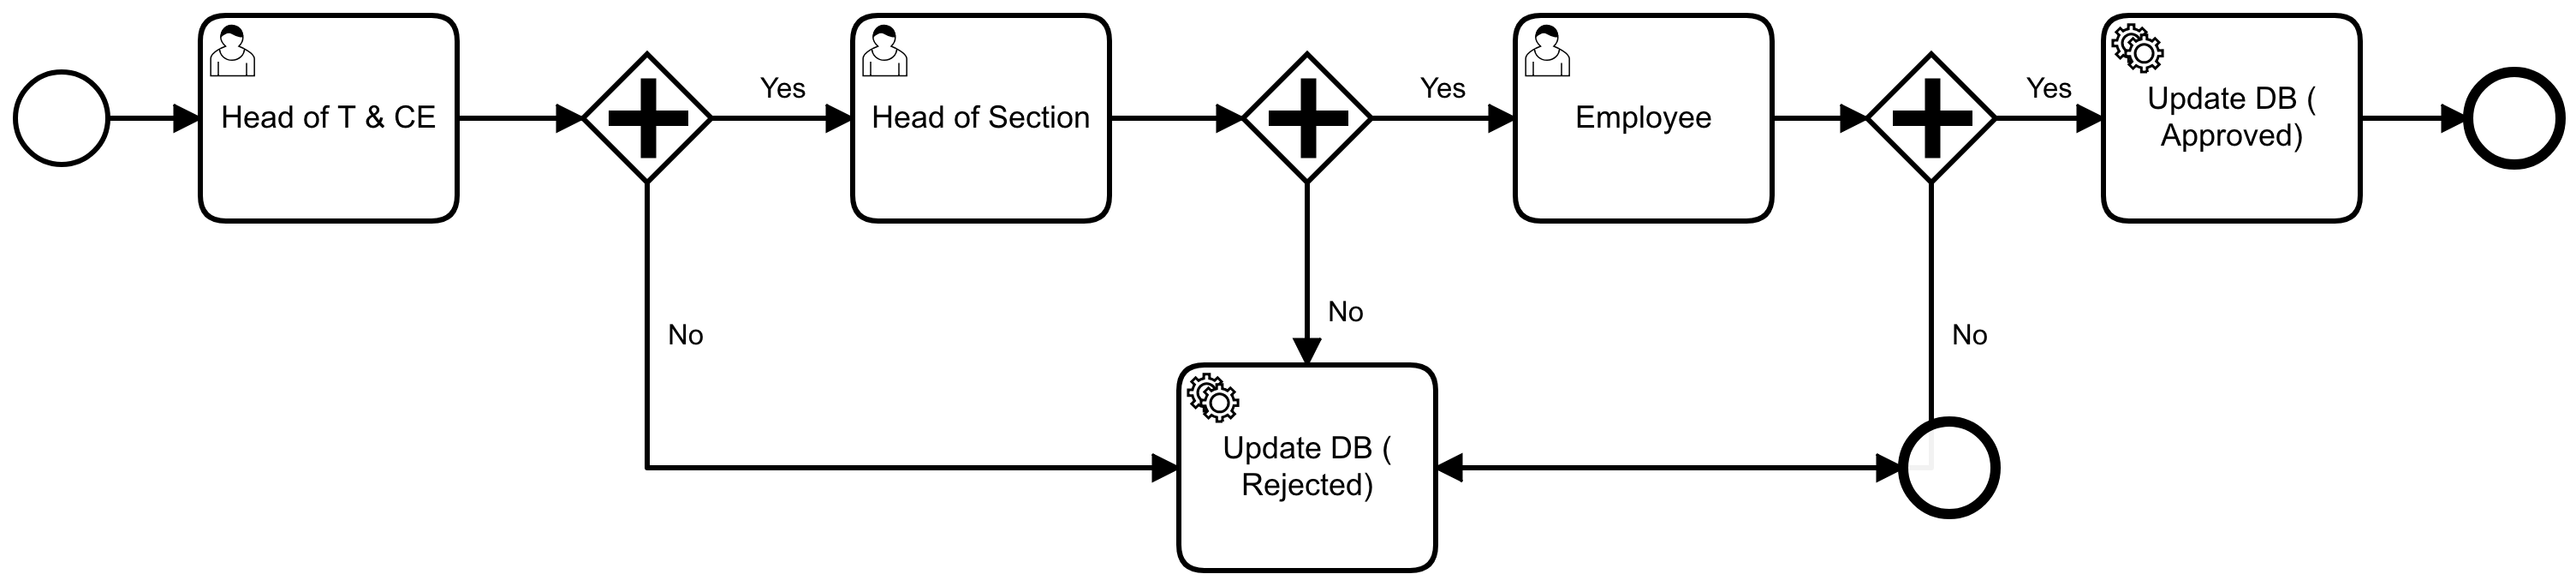 Head of T & CE
Yes
Head of Section
Yes
Employee
Yes
Update DB (
Approved)
No
No
No
Update DB (
Rejected)